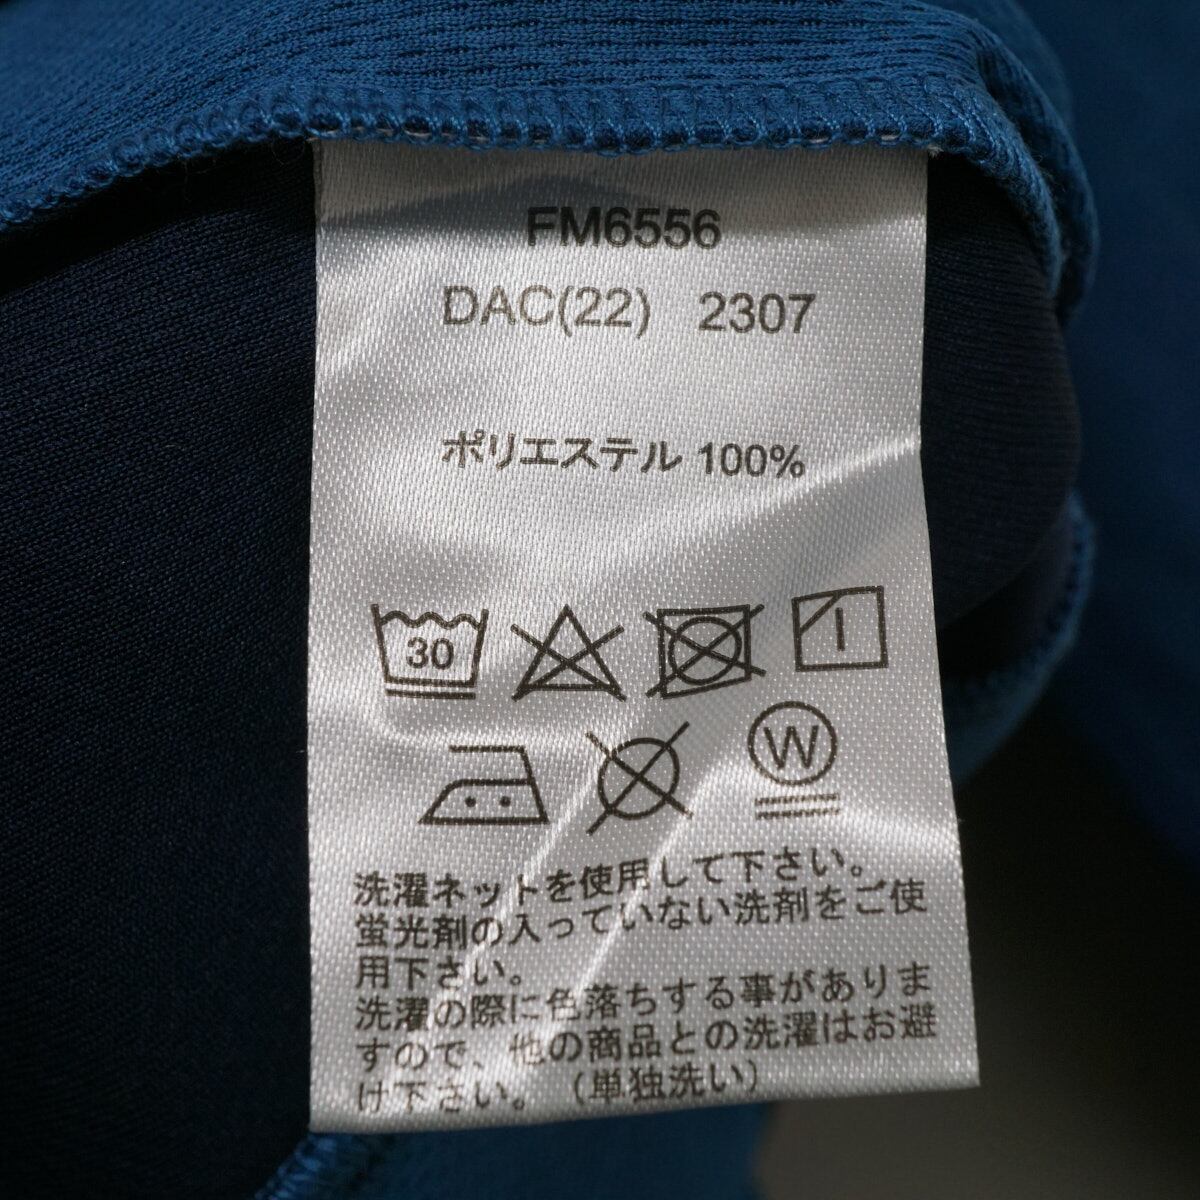 FM6556
DAC(22) 2307
ポリエステル 100%
30
W
洗濯ネットを使用して下さい。
蛍光剤の入っていない洗剤をご使
用下さい。
洗濯の際に色落ちする事がありま
すので、他の商品との洗濯はお避
け下さい。（単独洗い）